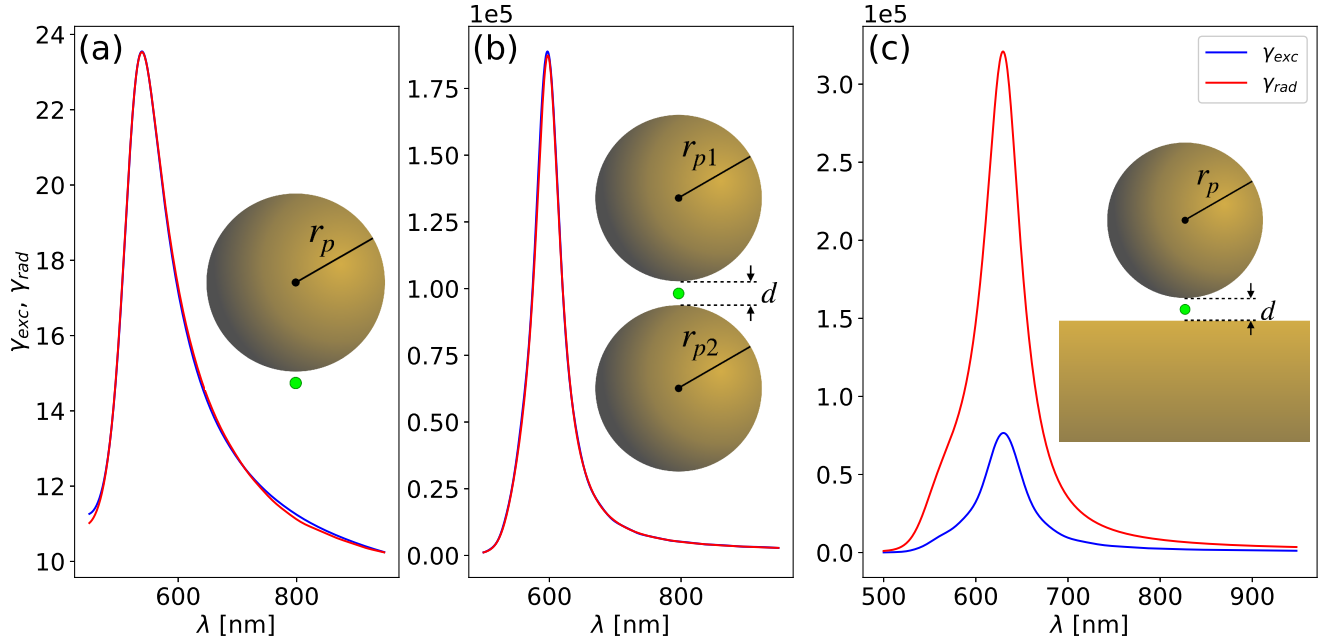 (a)
24
22
20
18
16
14
12
10
γexc, γrad
600
800
λ [nm]
rp
1e5
(b)
1.75
1.50
1.25
1.00
0.75
0.50
0.25
0.00
600
800
λ [nm]
rp1
d
rp2
1e5
(c)
3.0
2.5
2.0
1.5
1.0
0.5
0.0
500
600
700
800
900
λ [nm]
γexc
γrad
rp
d